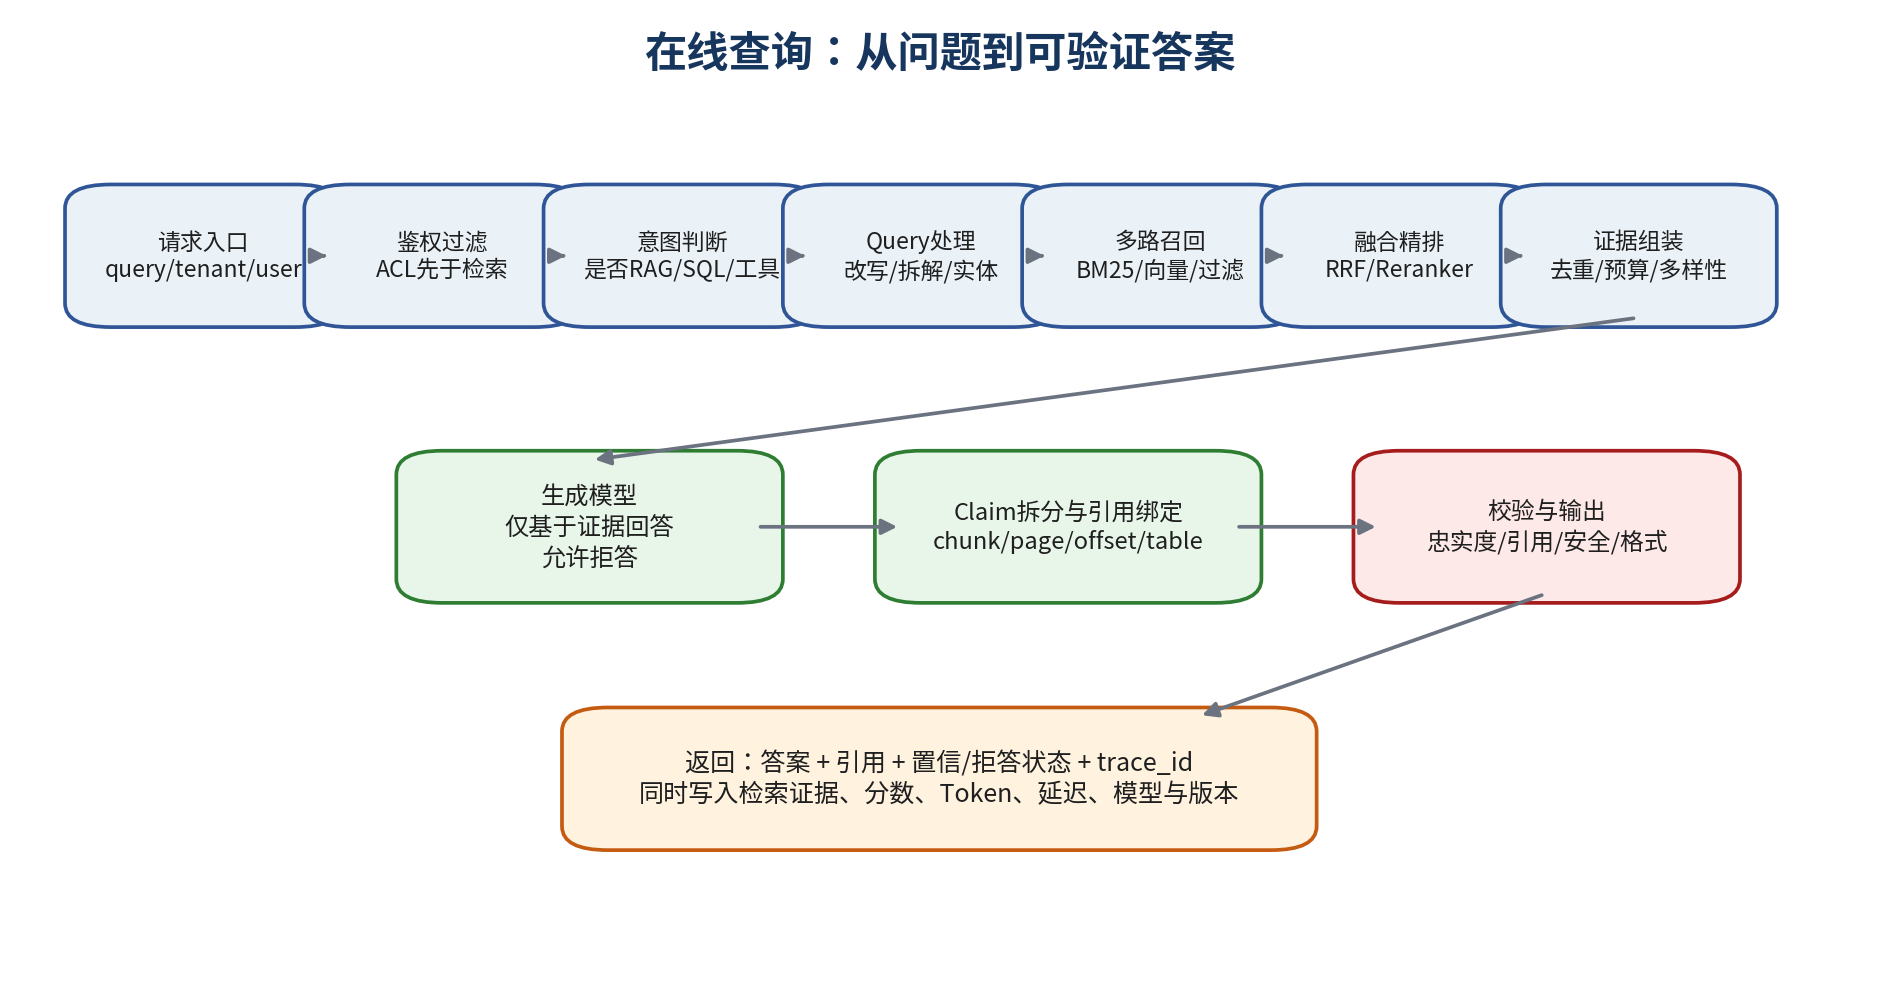 在线查询：从问题到可验证答案
请求入口
query/tenant/user
鉴权过滤
ACL先于检索
意图判断
是否RAG/SQL/工具
Query处理
改写/拆解/实体
多路召回
BM25/向量/过滤
融合精排
RRF/Reranker
证据组装
去重/预算/多样性
生成模型
仅基于证据回答
允许拒答
Claim拆分与引用绑定
chunk/page/offset/table
校验与输出
忠实度/引用/安全/格式
返回：答案 + 引用 + 置信/拒答状态 + trace_id
同时写入检索证据、分数、Token、延迟、模型与版本